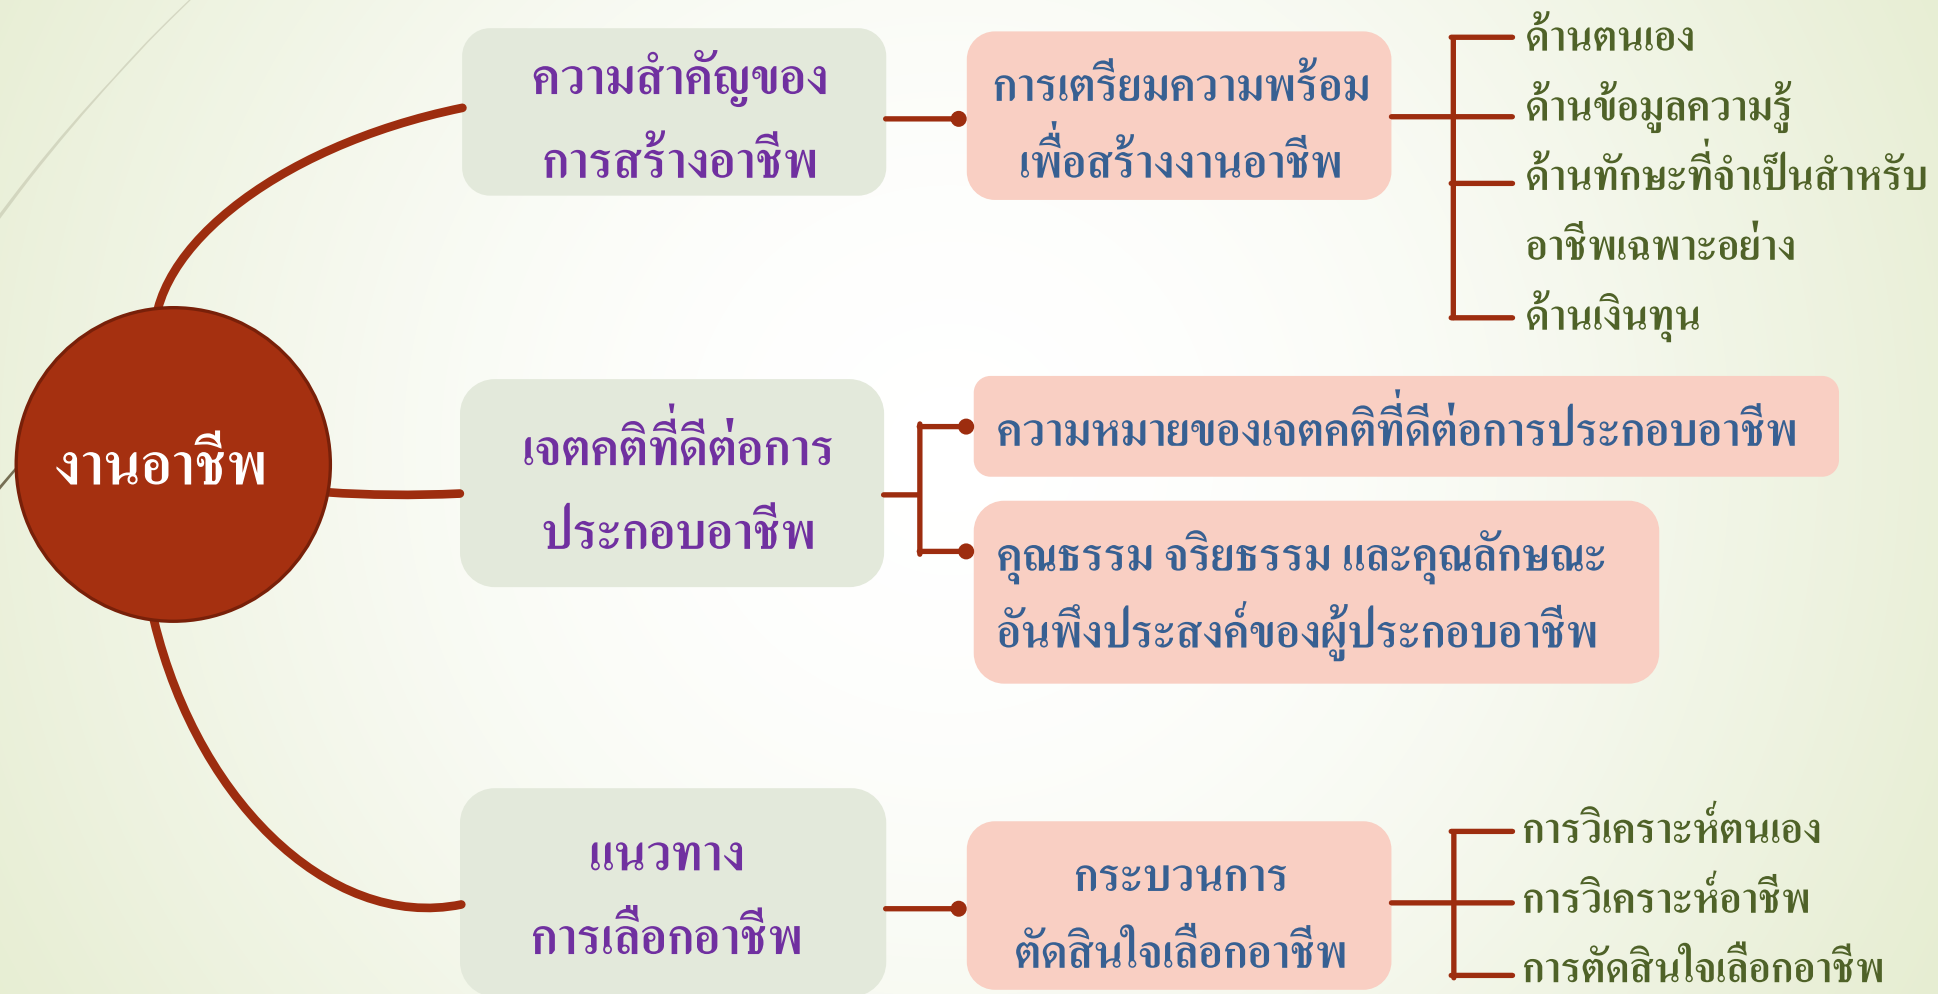 งานอาชีพ
ความสำคัญของ
การสร้างอาชีพ
การเตรียมความพร้อม
เพื่อสร้างงานอาชีพ
ด้านตนเอง
ด้านข้อมูลความรู้
ด้านทักษะที่จำเป็นสำหรับ
อาชีพเฉพาะอย่าง
ด้านเงินทุน
เจตคติที่ดีต่อการ
ประกอบอาชีพ
ความหมายของเจตคติที่ดีต่อการประกอบอาชีพ
คุณธรรม จริยธรรม และคุณลักษณะ
อันพึงประสงค์ของผู้ประกอบอาชีพ
แนวทาง
การเลือกอาชีพ
กระบวนการ
ตัดสินใจเลือกอาชีพ
การวิเคราะห์ตนเอง
การวิเคราะห์อาชีพ
การตัดสินใจเลือกอาชีพ